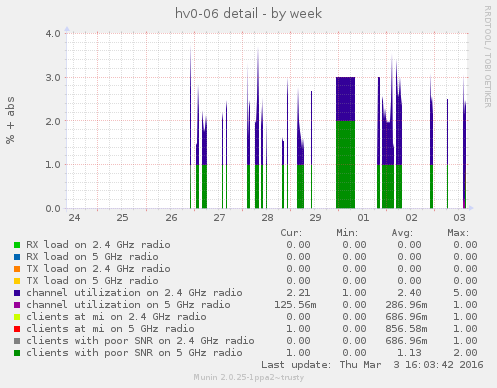 hv0-06 detail - by week
RRDTOOL / TOBI OETIKER
% + abs
4.0
3.0
2.0
1.0
0.0
24 25 26 27 28 29 01 02 03
Cur: Min: Avg: Max:
RX load on 2.4 GHz radio 0.00 0.00 0.00 0.00
RX load on 5 GHz radio 0.00 0.00 0.00 0.00
TX load on 2.4 GHz radio 0.00 0.00 0.00 0.00
TX load on 5 GHz radio 0.00 0.00 0.00 0.00
channel utilization on 2.4 GHz radio 2.21 1.00 2.40 5.00
channel utilization on 5 GHz radio 125.56m 0.00 286.96m 1.00
clients at mi on 2.4 GHz radio 0.00 0.00 686.96m 1.00
clients at mi on 5 GHz radio 1.00 0.00 856.58m 1.00
clients with poor SNR on 2.4 GHz radio 0.00 0.00 686.96m 1.00
clients with poor SNR on 5 GHz radio 1.00 0.00 1.13 2.00
Last update: Thu Mar 3 16:03:42 2016
Munin 2.0.25-1ppa2~trusty